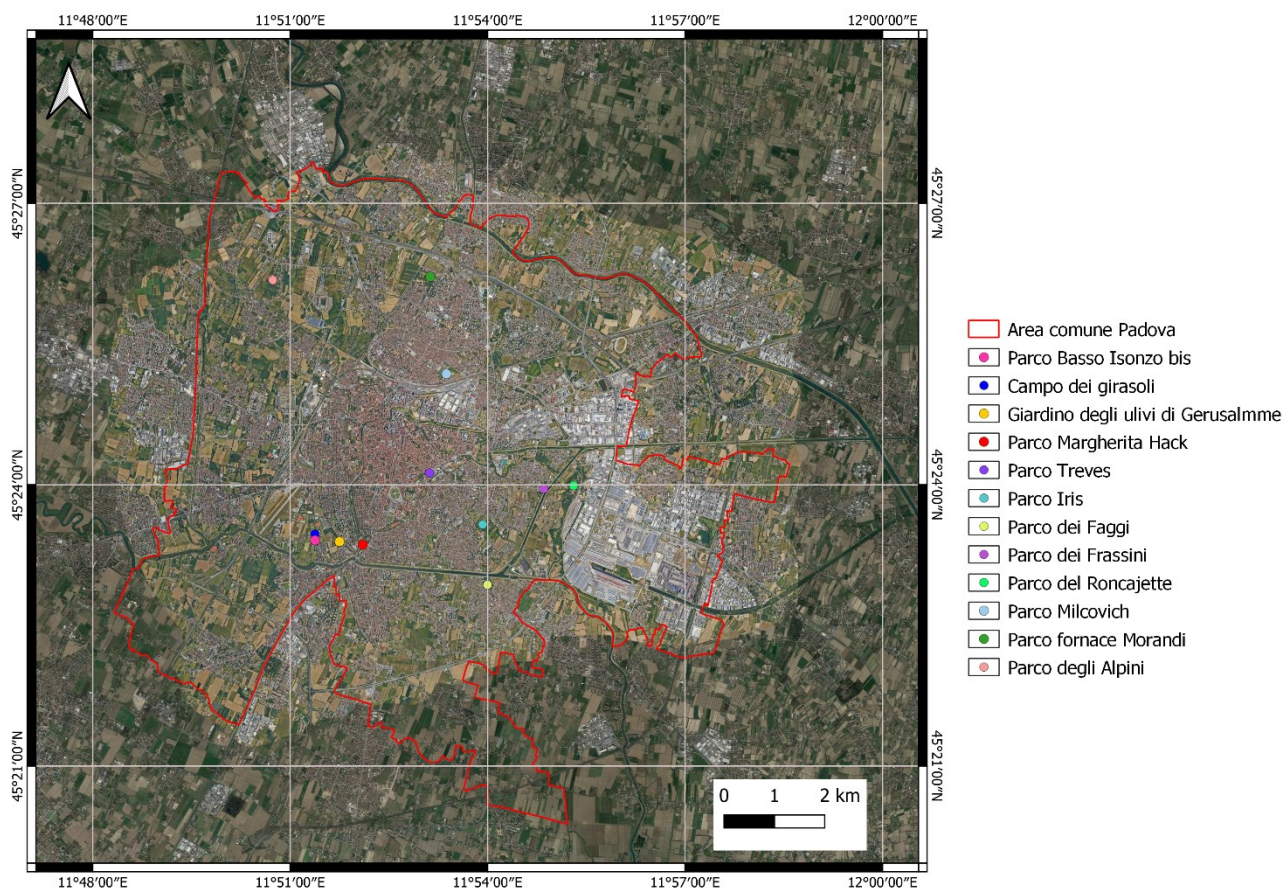 11°48′00″E 11°51′00″E 11°54′00″E 11°57′00″E 12°00′00″E
45°27′00″N 45°27′00″N
45°24′00″N 45°24′00″N
45°21′00″N 45°21′00″N
Area comune Padova
Parco Basso Isonzo bis
Campo dei girasoli
Giardino degli ulivi di Gerusalmme
Parco Margherita Hack
Parco Treves
Parco Iris
Parco dei Faggi
Parco dei Frassini
Parco del Roncajette
Parco Milcovich
Parco fornace Morandi
Parco degli Alpini
0 1 2 km
11°48′00″E 11°51′00″E 11°54′00″E 11°57′00″E 12°00′00″E